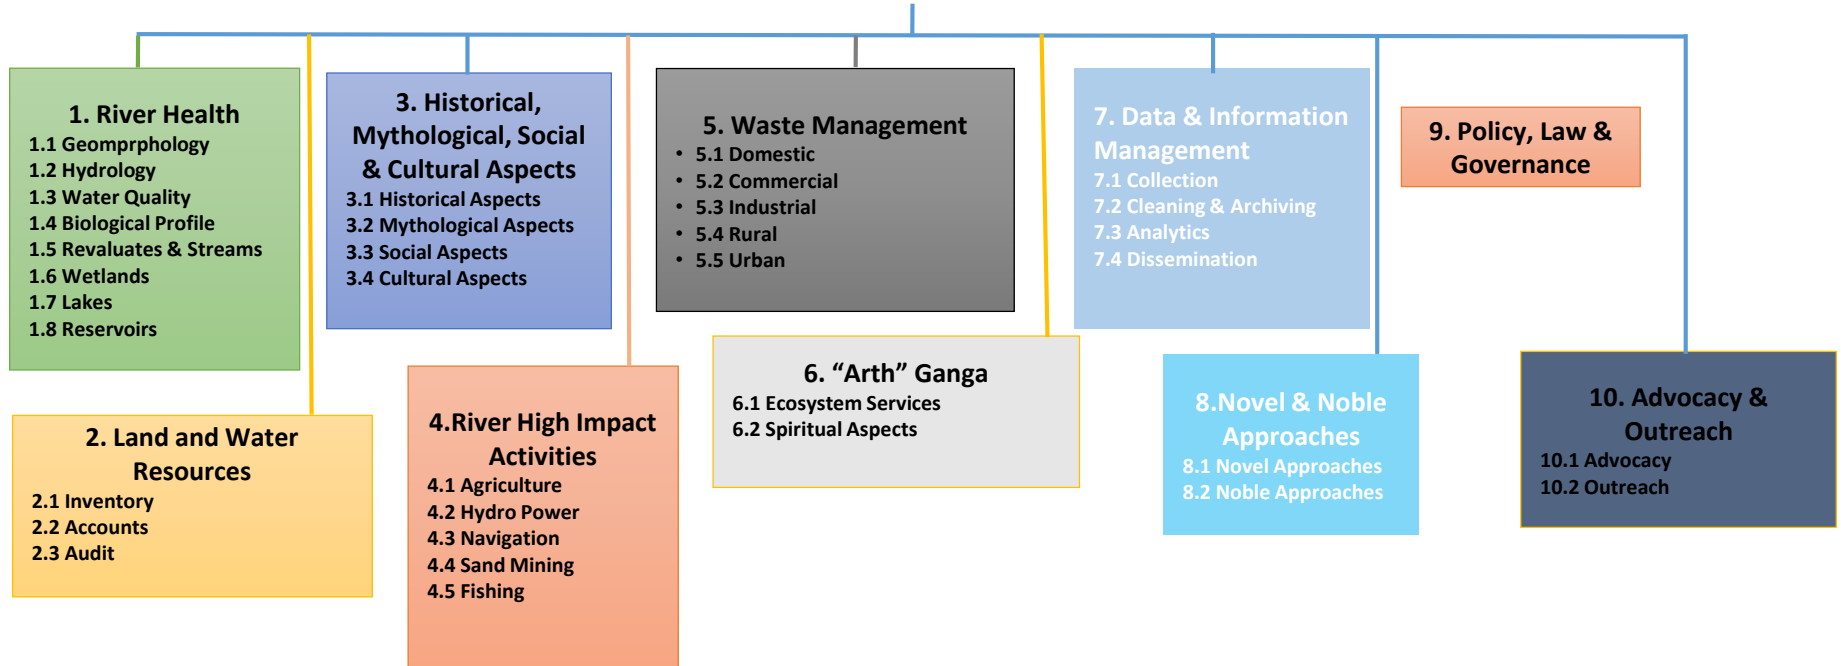 1. River Health
1.1 Geomprphology
1.2 Hydrology
1.3 Water Quality
1.4 Biological Profile
1.5 Revaluates & Streams
1.6 Wetlands
1.7 Lakes
1.8 Reservoirs
2. Land and Water
Resources
2.1 Inventory
2.2 Accounts
2.3 Audit
3. Historical,
Mythological, Social
& Cultural Aspects
3.1 Historical Aspects
3.2 Mythological Aspects
3.3 Social Aspects
3.4 Cultural Aspects
4.River High Impact
Activities
4.1 Agriculture
4.2 Hydro Power
4.3 Navigation
4.4 Sand Mining
4.5 Fishing
5. Waste Management
• 5.1 Domestic
• 5.2 Commercial
• 5.3 Industrial
• 5.4 Rural
• 5.5 Urban
6. “Arth” Ganga
6.1 Ecosystem Services
6.2 Spiritual Aspects
7. Data & Information
Management
7.1 Collection
7.2 Cleaning & Archiving
7.3 Analytics
7.4 Dissemination
8.Novel & Noble
Approaches
8.1 Novel Approaches
8.2 Noble Approaches
9. Policy, Law &
Governance
10. Advocacy &
Outreach
10.1 Advocacy
10.2 Outreach